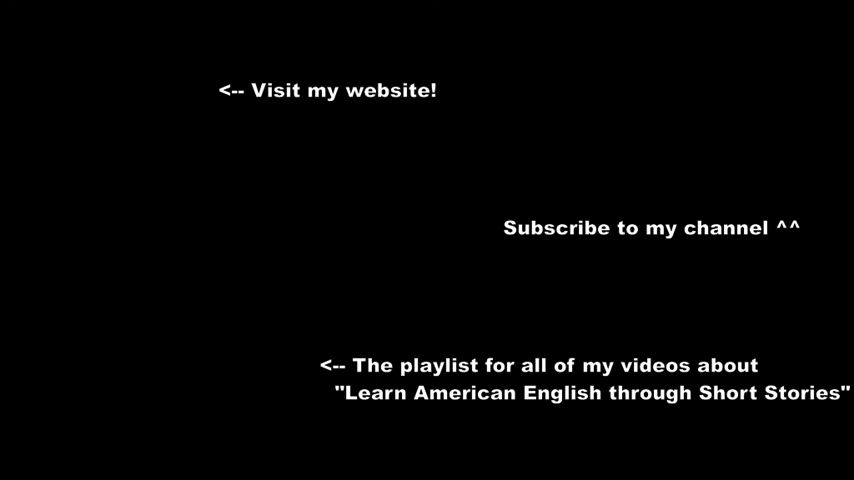 <-- Visit my website!
Subscribe to my channel ^^
<-- The playlist for all of my videos about
"Learn American English through Short Stories"